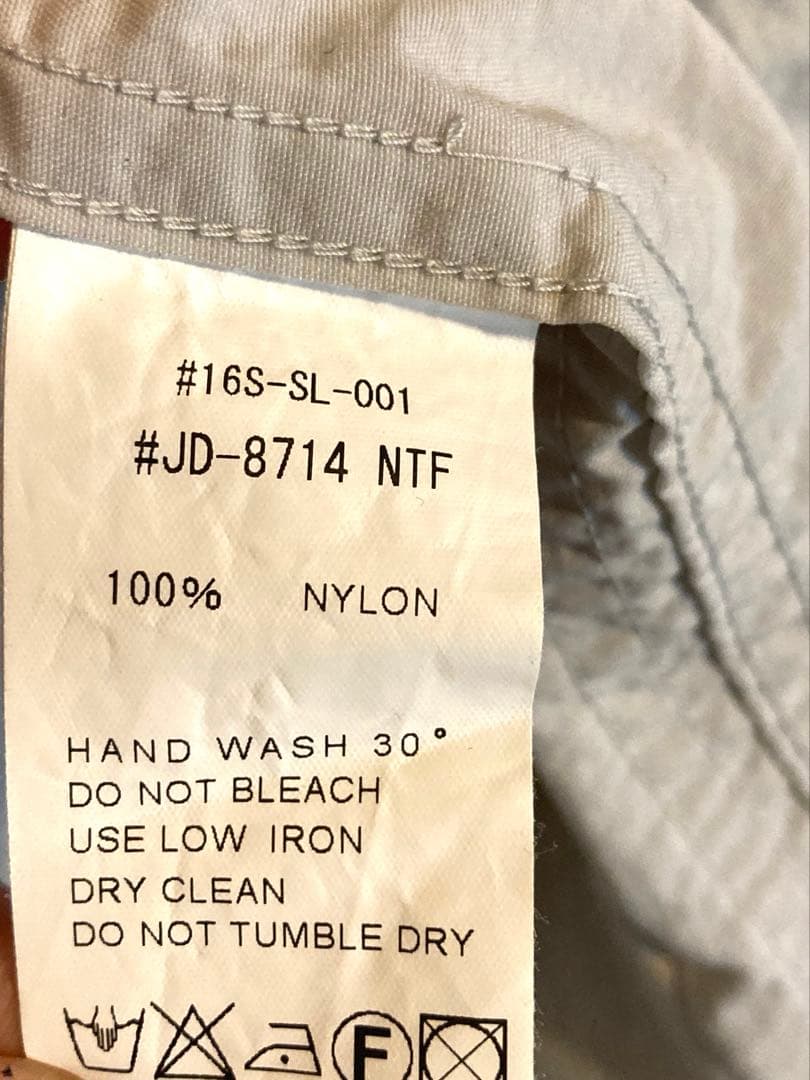 #16S-SL-001
#JD-8714 NTF
100% NYLON
HAND WASH 30°
DO NOT BLEACH
USE LOW IRON
DRY CLEAN
DO NOT TUMBLE DRY
F